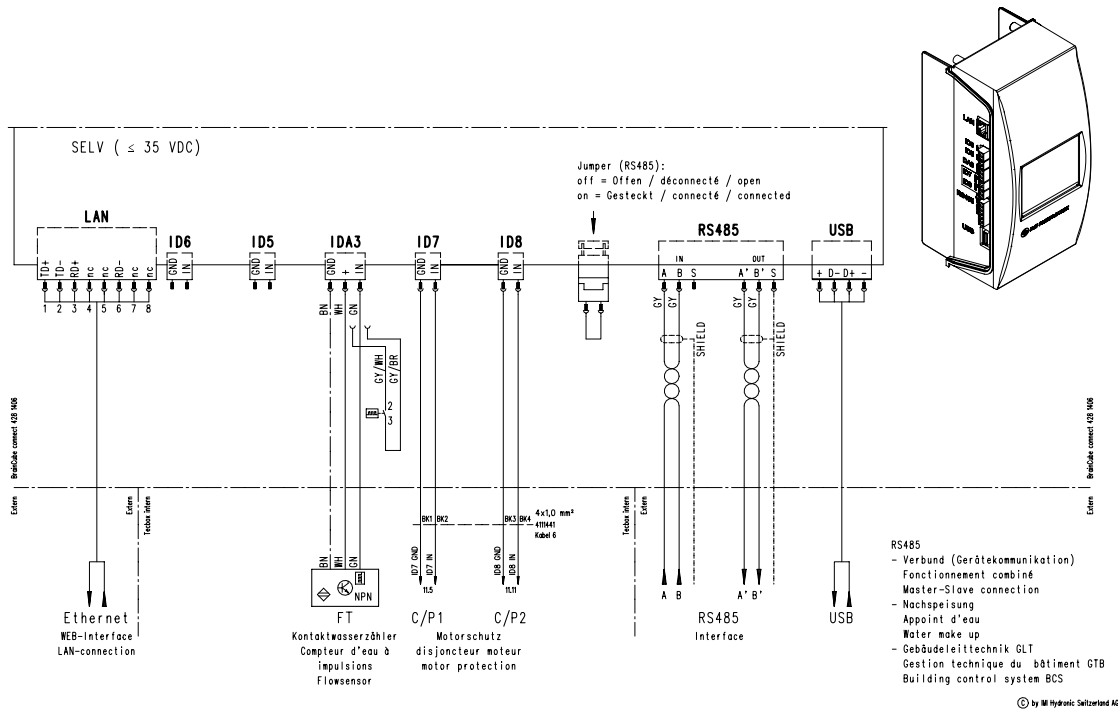 SELV ( ≤ 35 VDC)
Jumper (RS485):
off = Offen / déconnecté / open
on = Gesteckt / connecté / connected
LAN
ID6
ID5
IDA3
ID7
ID8
RS485
USB
TD+ TD- RD+ nc nc RD- nc nc
GND IN
GND IN
GND + IN
GND IN
GND IN
IN OUT
A B S A' B' S
+ D- D+ -
1 2 3 4 5 6 7 8
BN WH GN
GY/WH
GY/BR
2
3
GY GY
SHIELD
GY GY
SHIELD
LAN
USB
BrainCube connect 428 1406
Extern
Extern
Tecbox intern
BrainCube connect 428 1406
Extern
Tecbox intern
Extern
BK1 BK2
BK3 BK4
4x1,0 mm²
4111441
Kabel 6
BN WH GN
NPN
ID7 GND
ID7 IN
11.5
ID8 GND
ID8 IN
11.11
A B A' B'
Ethernet
WEB-Interface
LAN-connection
FT
Kontaktwasserzähler
Compteur d'eau à
impulsions
Flowsensor
C/P1 C/P2
Motorschutz
disjoncteur moteur
motor protection
RS485
Interface
USB
RS485
- Verbund (Gerätekommunikation)
Fonctionnement combiné
Master-Slave connection
- Nachspeisung
Appoint d'eau
Water make up
- Gebäudeleittechnik GLT
Gestion technique du bâtiment GTB
Building control system BCS
© by IMI Hydronic Switzerland AG